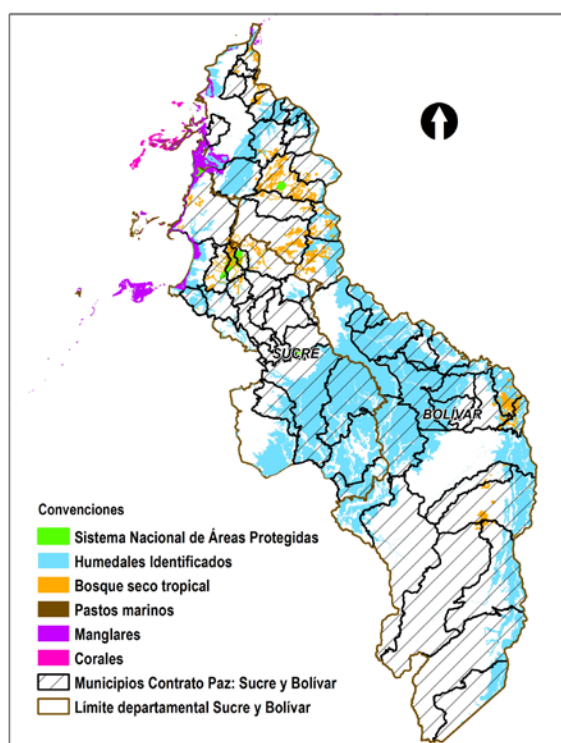 SUCRE
BOLÍVAR
Convenciones
Sistema Nacional de Áreas Protegidas
Humedales Identificados
Bosque seco tropical
Pastos marinos
Manglares
Corales
Municipios Contrato Paz: Sucre y Bolívar
Límite departamental Sucre y Bolívar